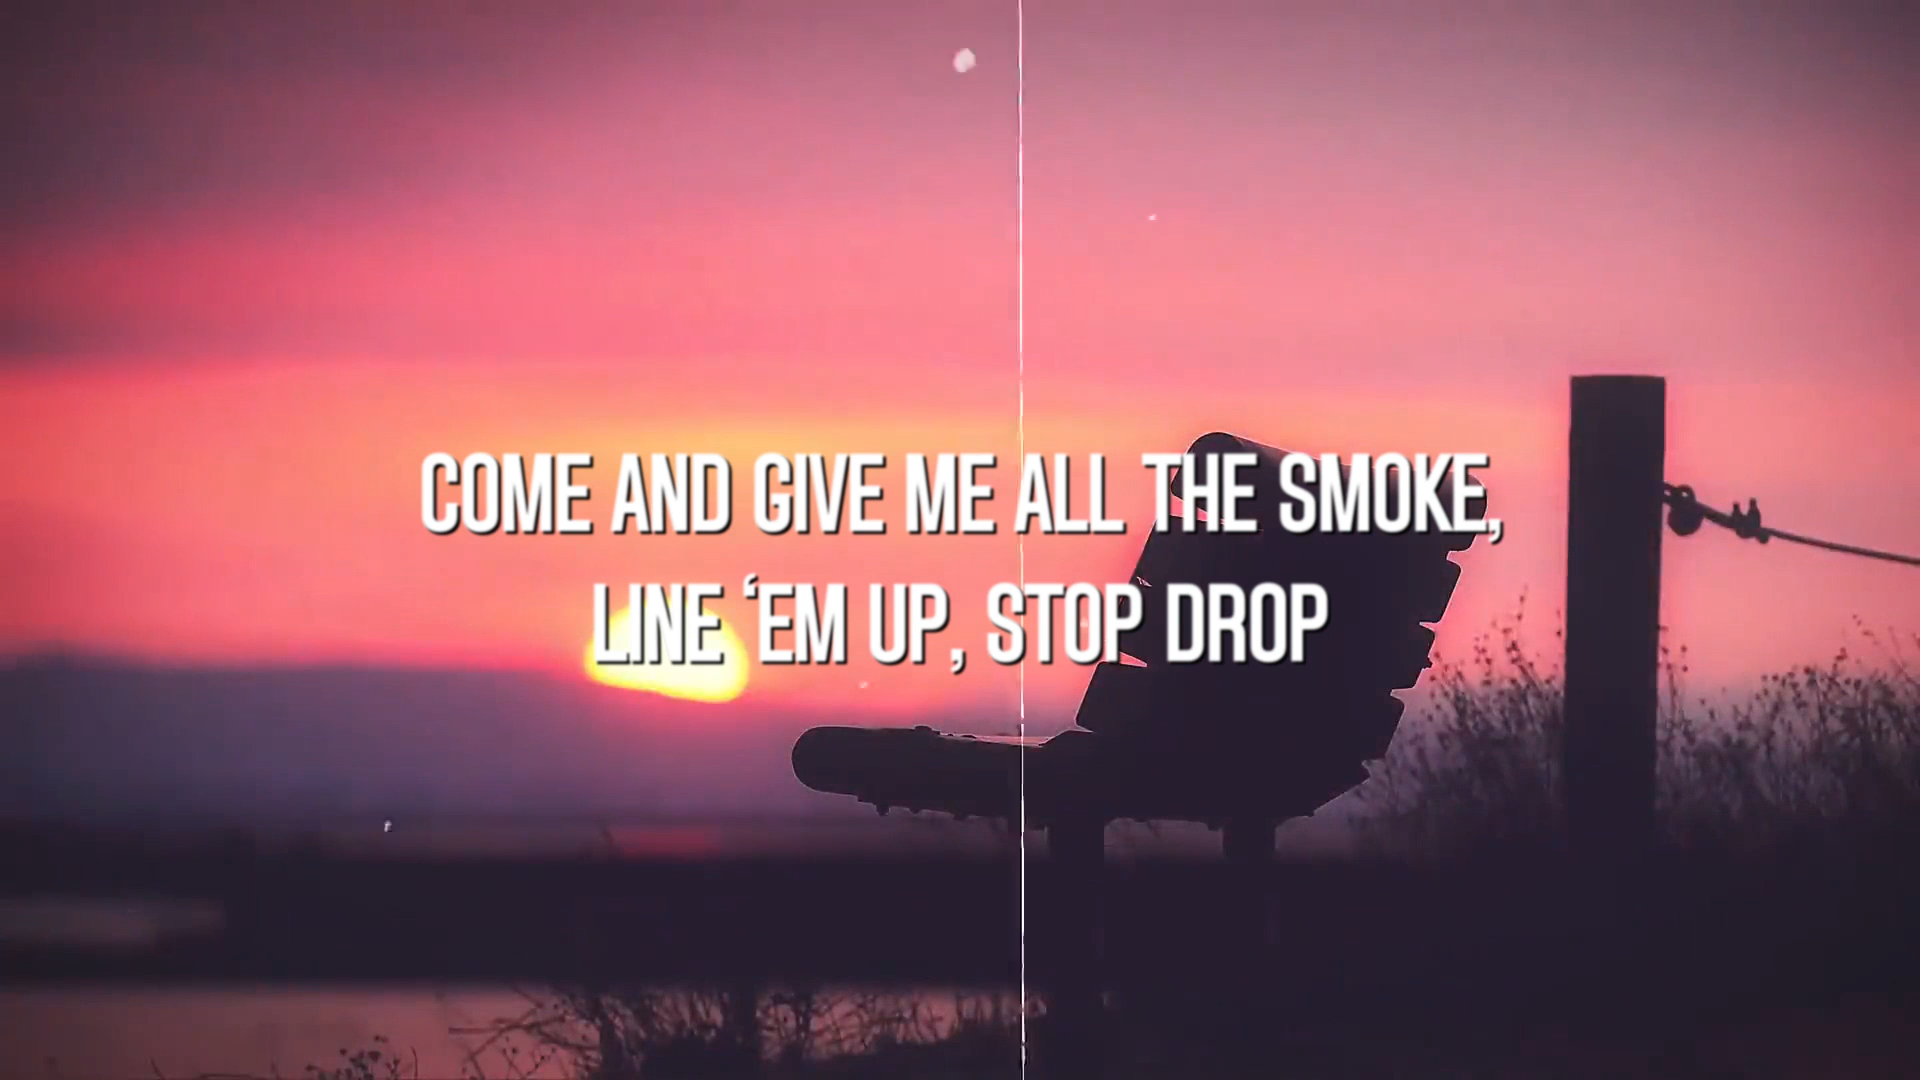 COME AND GIVE ME ALL THE SMOKE,
LINE ‘EM UP, STOP DROP